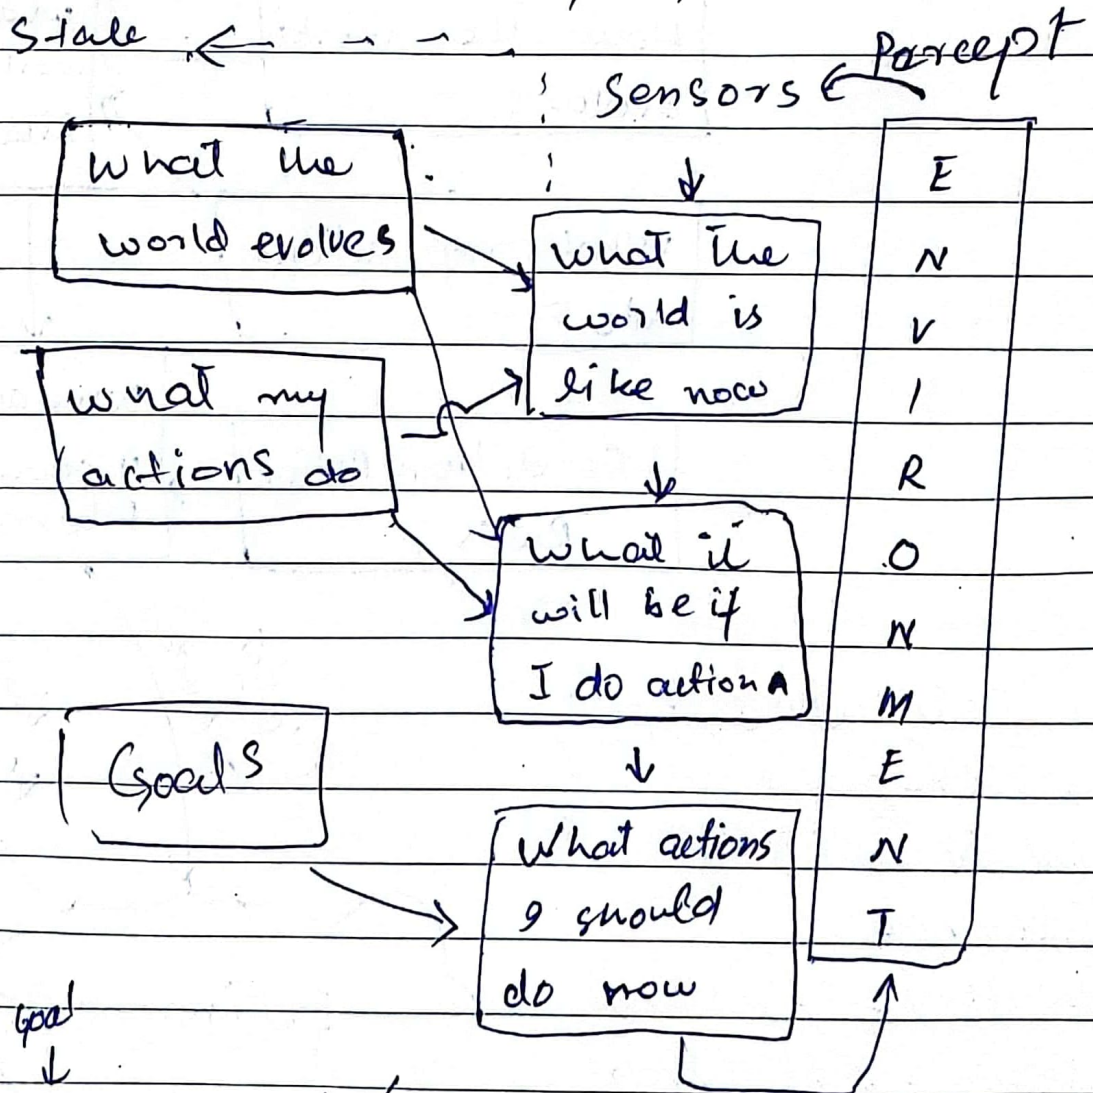 State
Parcept
Sensors
What the
world evolves
What the
world is
like now
What my
actions do
What it
will be if
I do action A
Goals
What actions
I should
do now
E
N
V
I
R
O
N
M
E
N
T
Goal